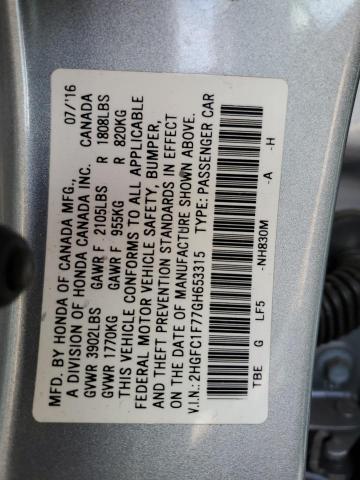 MFD. BY HONDA OF CANADA MFG. 07/'16
A DIVISION OF HONDA CANADA INC. CANADA
GVWR 3902LBS GAWR F 2105LBS R 1808LBS
GVWR 1770KG GAWR F 955KG R 820KG
THIS VEHICLE CONFORMS TO ALL APPLICABLE
FEDERAL MOTOR VEHICLE SAFETY, BUMPER,
AND THEFT PREVENTION STANDARDS IN EFFECT
ON THE DATE OF MANUFACTURE SHOWN ABOVE.
V.I.N.: 2HGFC1F77GH653315 TYPE: PASSENGER CAR
TBE G LF5 -NH830M -A -H